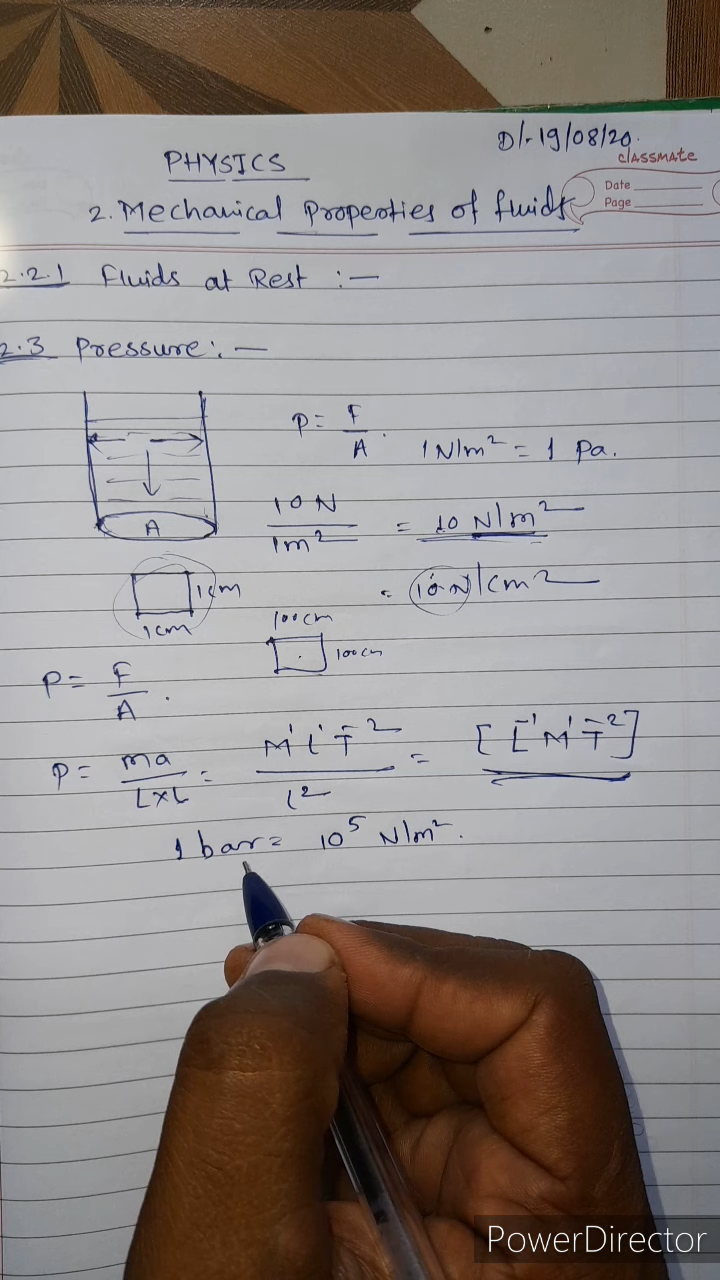 D/-19/08/20.
PHYSICS
classmate
Date
Page
2. Mechanical Properties of fluids
2.2.1 Fluids at Rest :-
2.3 Pressure:-
P = F/A.
1 N/m² = 1 Pa.
A
10 N / 1m² = 10 N/m²
1cm
1cm
= 10 N/cm²
100cm
100cm
P = F/A.
P = ma / L×L = M¹L¹T⁻² / L² = [L⁻¹M¹T⁻²]
1 bar = 10⁵ N/m².
PowerDirector